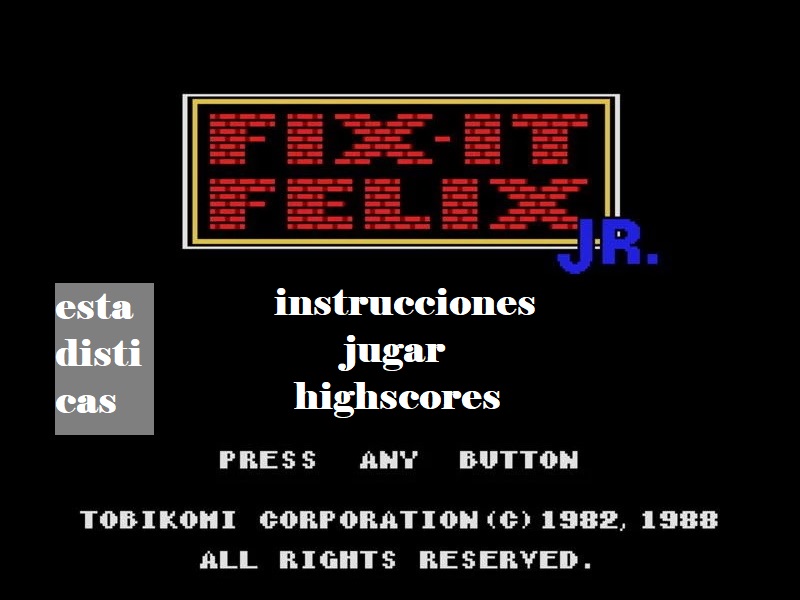 FIX-IT
FELIX
JR.
esta
disti
cas
instrucciones
jugar
highscores
PRESS ANY BUTTON
TOBIKOMI CORPORATION(C) 1982, 1988
ALL RIGHTS RESERVED.